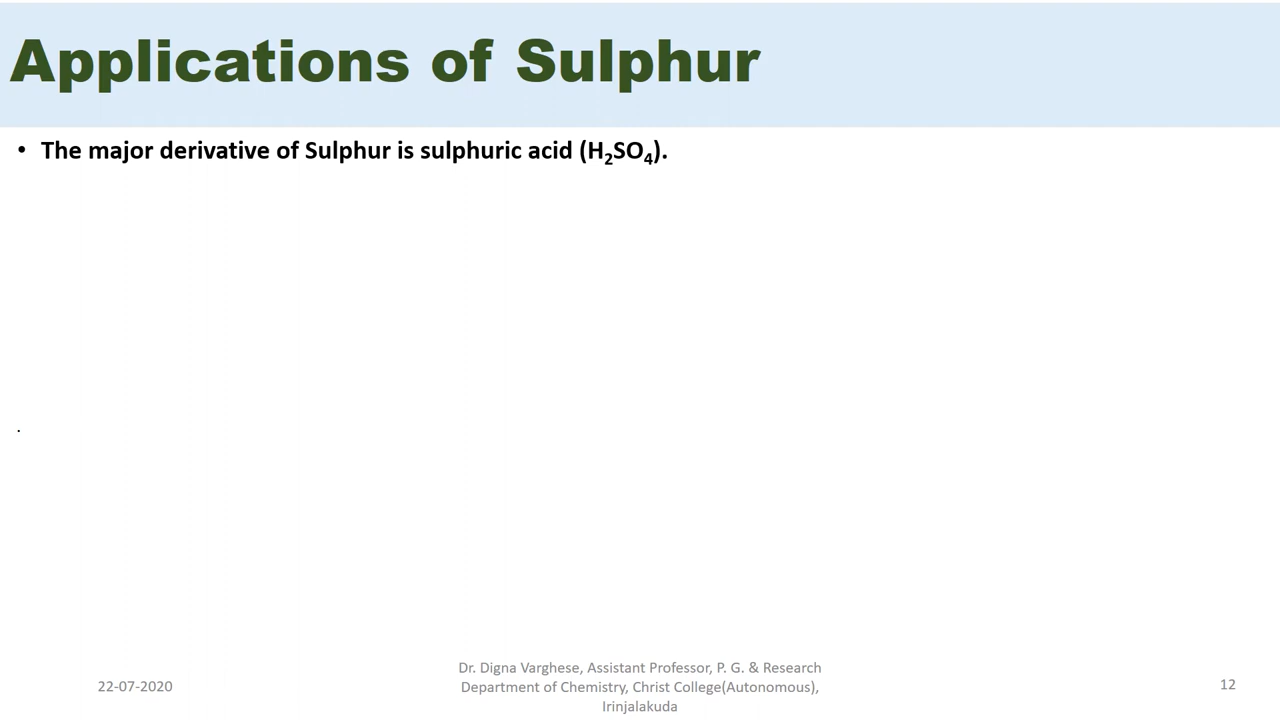 Applications of Sulphur
• The major derivative of Sulphur is sulphuric acid (H₂SO₄).
.
22-07-2020
Dr. Digna Varghese, Assistant Professor, P. G. & Research
Department of Chemistry, Christ College(Autonomous),
Irinjalakuda
12